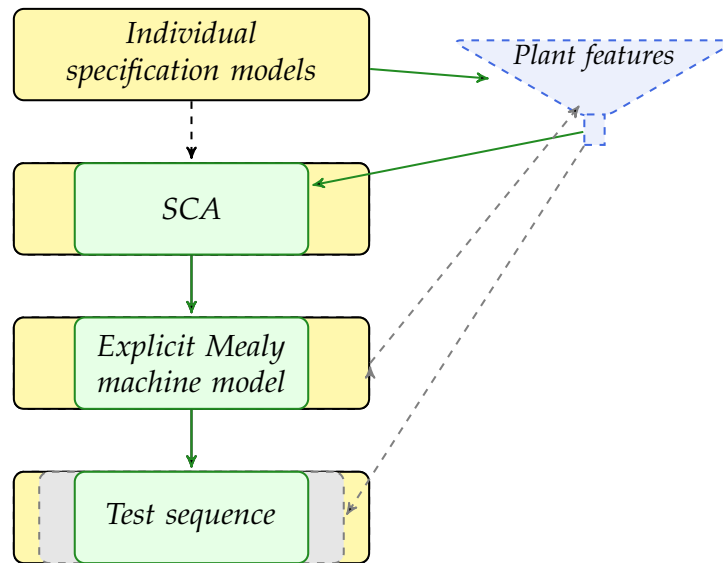 Individual
specification models
Plant features
SCA
Explicit Mealy
machine model
Test sequence